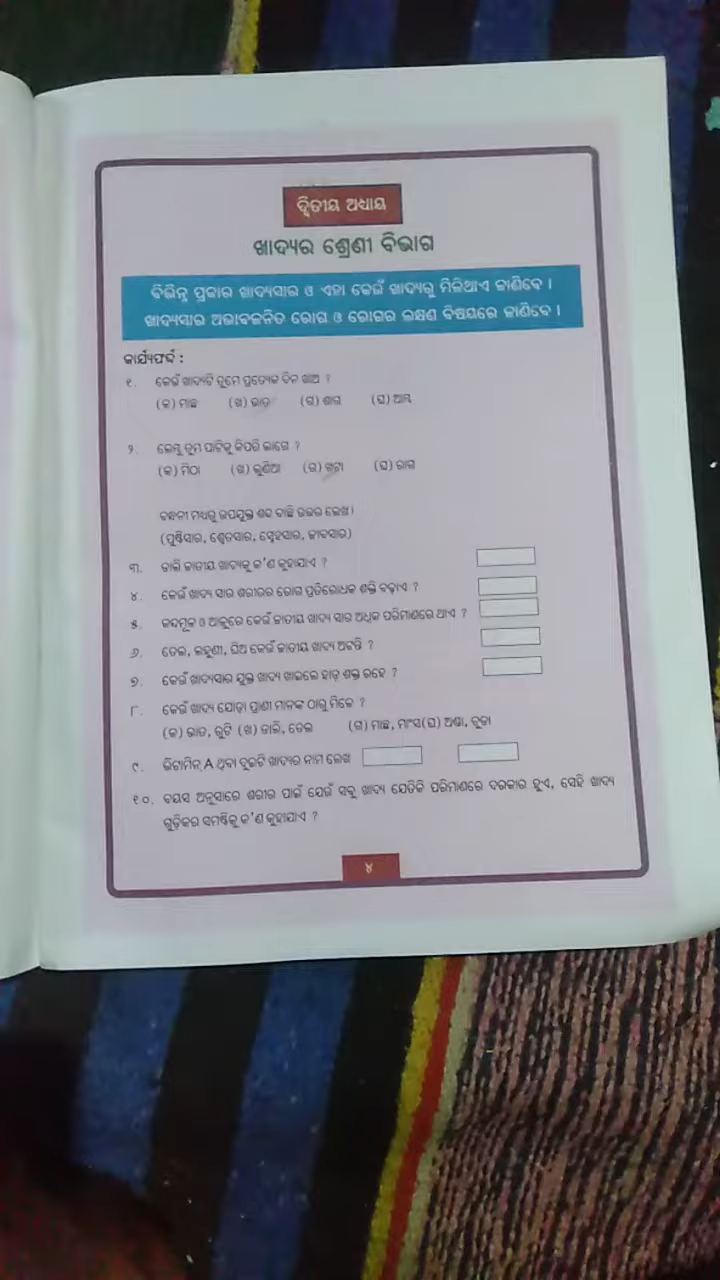 ଦ୍ୱିତୀୟ ଅଧ୍ୟାୟ
ଖାଦ୍ୟର ଶ୍ରେଣୀ ବିଭାଗ
ବିଭିନ୍ନ ପ୍ରକାର ଖାଦ୍ୟସାର ଓ ଏହା କେଉଁ ଖାଦ୍ୟରୁ ମିଳିଥାଏ ଜାଣିବେ ।
ଖାଦ୍ୟସାର ଅଭାବଜନିତ ରୋଗ ଓ ରୋଗର ଲକ୍ଷଣ ବିଷୟରେ ଜାଣିବେ ।
କାର୍ଯ୍ୟଫର୍ଦ୍ଦ :
୧. କେଉଁ ଖାଦ୍ୟଟି ତୁମେ ପ୍ରତ୍ୟେକ ଦିନ ଖାଅ ?
(କ) ମାଛ (ଖ) ଭାତ (ଗ) ଶାଗ (ଘ) ଆମ୍ବ
୨. ଲେମ୍ବୁ ତୁମ ପାଟିକୁ କିପରି ଲାଗେ ?
(କ) ମିଠା (ଖ) ଲୁଣିଆ (ଗ) ଖଟା (ଘ) ରାଗ
ବନ୍ଧନୀ ମଧ୍ୟରୁ ଉପଯୁକ୍ତ ଶବ୍ଦ ବାଛି ଉତ୍ତର ଲେଖ।
(ପୁଷ୍ଟିସାର, ଶ୍ୱେତସାର, ସ୍ନେହସାର, ଜୀବସାର)
୩. ଡାଲି ଜାତୀୟ ଖାଦ୍ୟକୁ କ'ଣ କୁହାଯାଏ ?
୪. କେଉଁ ଖାଦ୍ୟ ସାର ଶରୀରର ରୋଗ ପ୍ରତିରୋଧକ ଶକ୍ତି ବଢ଼ାଏ ?
୫. କନ୍ଦମୂଳ ଓ ଆଳୁରେ କେଉଁ ଜାତୀୟ ଖାଦ୍ୟ ସାର ଅଧିକ ପରିମାଣରେ ଥାଏ ?
୬. ତେଲ, ଲହୁଣୀ, ଘିଅ କେଉଁ ଜାତୀୟ ଖାଦ୍ୟ ଅଟନ୍ତି ?
୭. କେଉଁ ଖାଦ୍ୟସାର ଯୁକ୍ତ ଖାଦ୍ୟ ଖାଇଲେ ହାଡ଼ ଶକ୍ତ ରହେ ?
୮. କେଉଁ ଖାଦ୍ୟ ଯୋଡ଼ା ପ୍ରାଣୀ ମାନଙ୍କ ଠାରୁ ମିଳେ ?
(କ) ଭାତ, ରୁଟି (ଖ) ଡାଲି, ତେଲ (ଗ) ମାଛ, ମାଂସ(ଘ) ଅଣ୍ଡା, ଚୂଡ଼ା
୯. ଭିଟାମିନ୍ A ଥିବା ଦୁଇଟି ଖାଦ୍ୟର ନାମ ଲେଖ
୧୦. ବୟସ ଅନୁସାରେ ଶରୀର ପାଇଁ ଯେଉଁ ସବୁ ଖାଦ୍ୟ ଯେତିକି ପରିମାଣରେ ଦରକାର ହୁଏ, ସେହି ଖାଦ୍ୟ
ଗୁଡ଼ିକର ସମଷ୍ଟିକୁ କ'ଣ କୁହାଯାଏ ?
୪